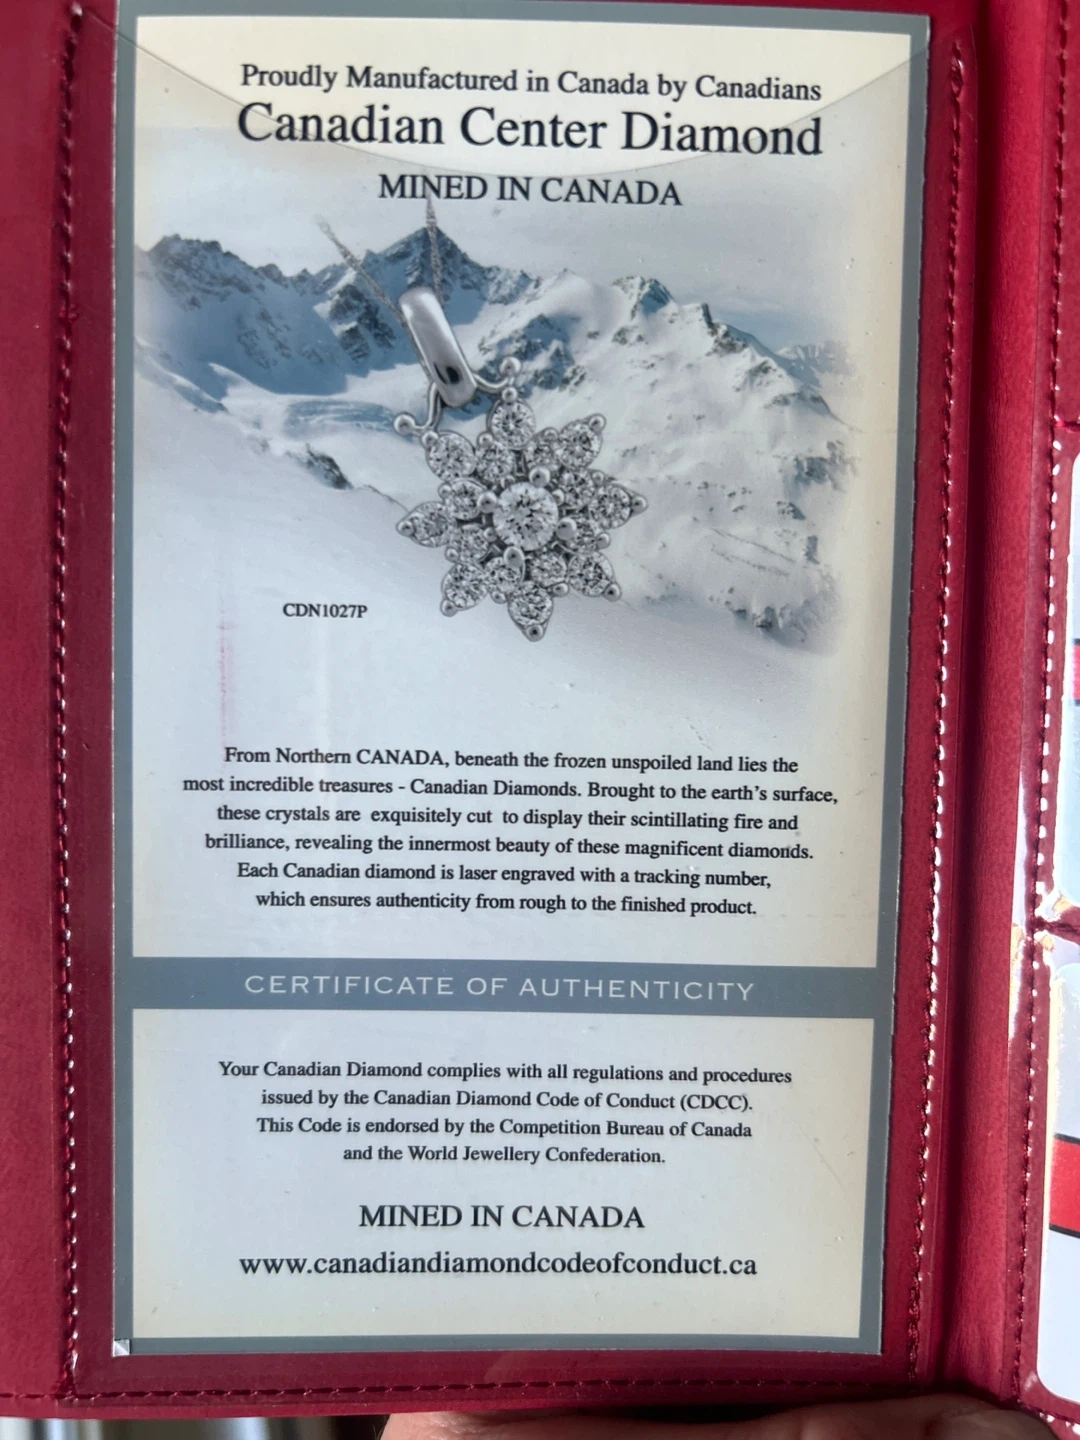 Proudly Manufactured in Canada by Canadians
Canadian Center Diamond
MINED IN CANADA
CDN1027P
From Northern CANADA, beneath the frozen unspoiled land lies the
most incredible treasures - Canadian Diamonds. Brought to the earth's surface,
these crystals are exquisitely cut to display their scintillating fire and
brilliance, revealing the innermost beauty of these magnificent diamonds.
Each Canadian diamond is laser engraved with a tracking number,
which ensures authenticity from rough to the finished product.
CERTIFICATE OF AUTHENTICITY
Your Canadian Diamond complies with all regulations and procedures
issued by the Canadian Diamond Code of Conduct (CDCC).
This Code is endorsed by the Competition Bureau of Canada
and the World Jewellery Confederation.
MINED IN CANADA
www.canadiandiamondcodeofconduct.ca